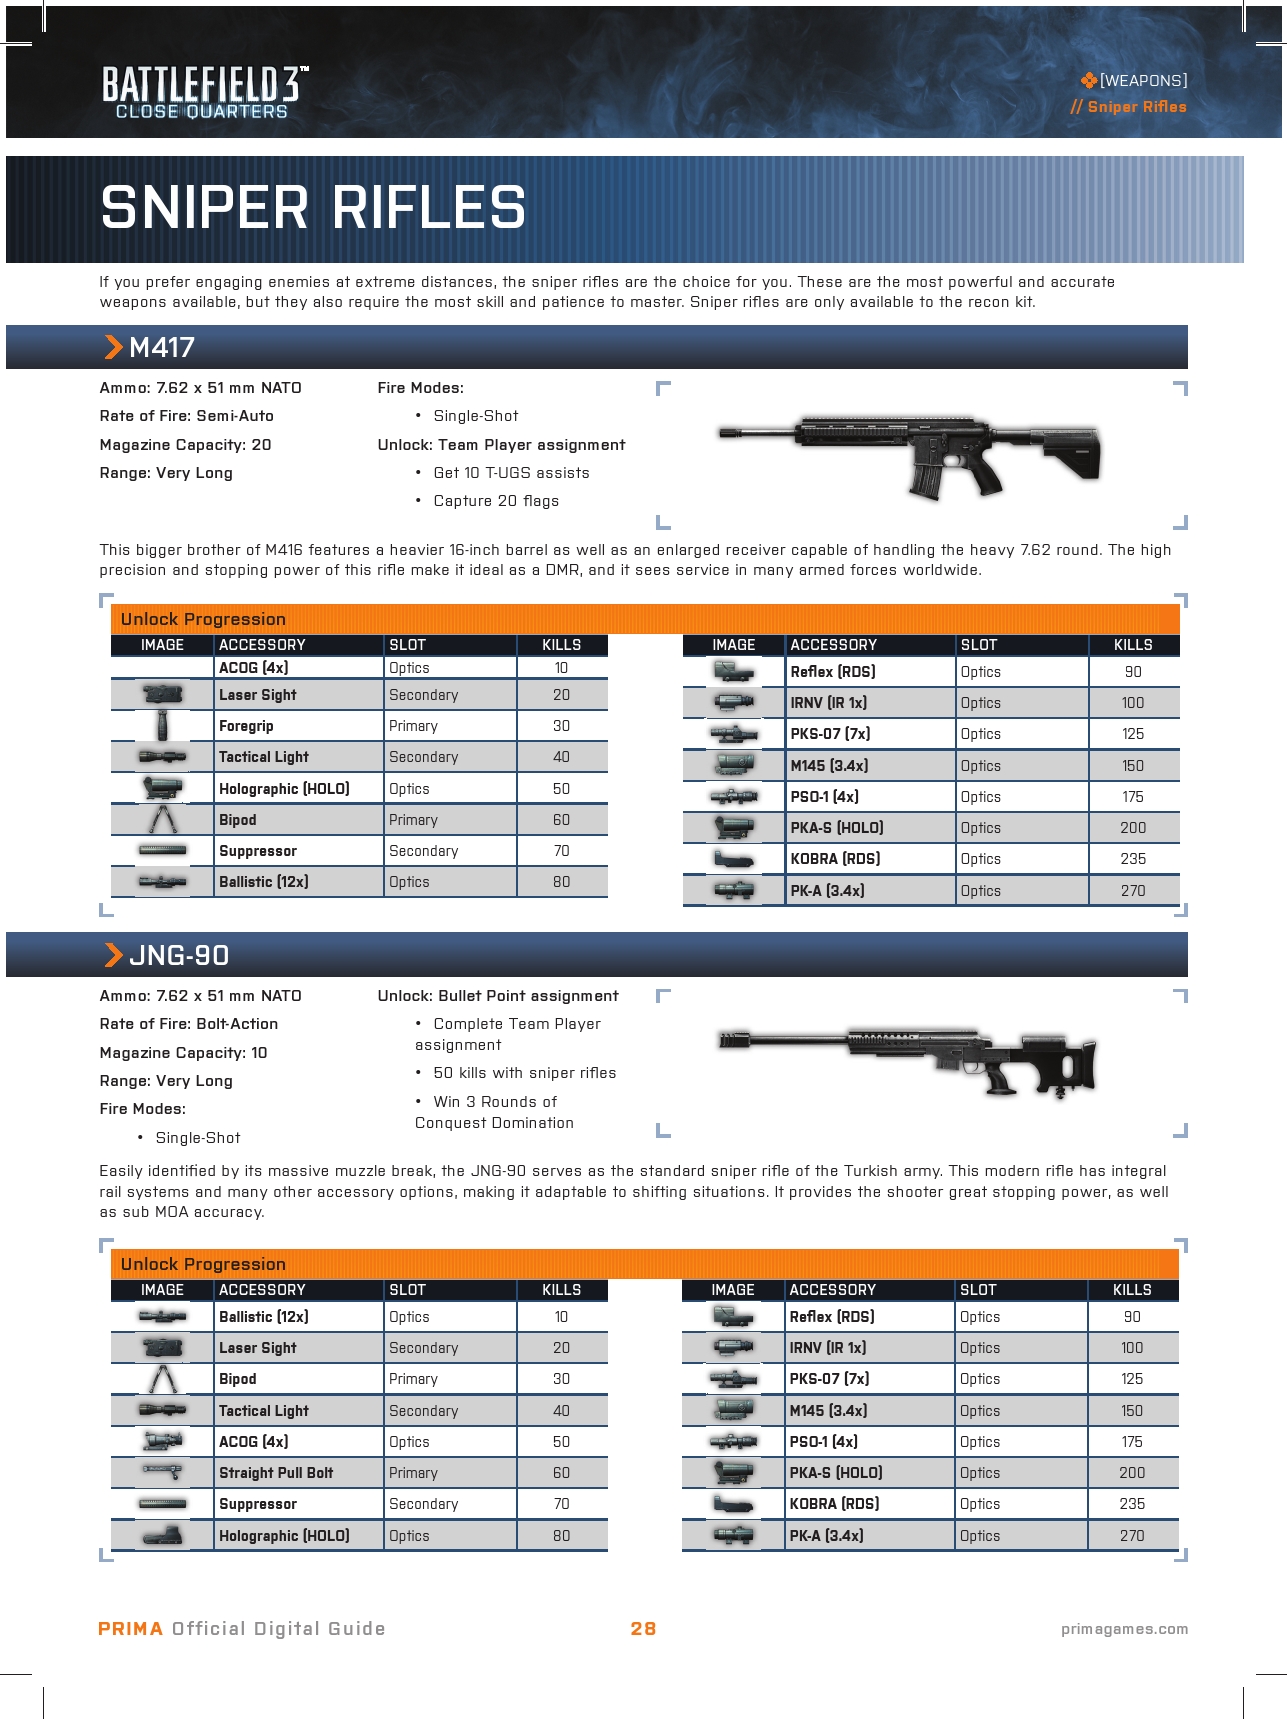 BATTLEFIELD 3™
CLOSE QUARTERS
[WEAPONS]
// Sniper Rifles
SNIPER RIFLES
If you prefer engaging enemies at extreme distances, the sniper rifles are the choice for you. These are the most powerful and accurate
weapons available, but they also require the most skill and patience to master. Sniper rifles are only available to the recon kit.
M417
Ammo: 7.62 x 51 mm NATO
Rate of Fire: Semi-Auto
Magazine Capacity: 20
Range: Very Long
Fire Modes:
• Single-Shot
Unlock: Team Player assignment
• Get 10 T-UGS assists
• Capture 20 flags
This bigger brother of M416 features a heavier 16-inch barrel as well as an enlarged receiver capable of handling the heavy 7.62 round. The high
precision and stopping power of this rifle make it ideal as a DMR, and it sees service in many armed forces worldwide.
Unlock Progression
IMAGE ACCESSORY SLOT KILLS
ACOG (4x) Optics 10
Laser Sight Secondary 20
Foregrip Primary 30
Tactical Light Secondary 40
Holographic (HOLO) Optics 50
Bipod Primary 60
Suppressor Secondary 70
Ballistic (12x) Optics 80
IMAGE ACCESSORY SLOT KILLS
Reflex (RDS) Optics 90
IRNV (IR 1x) Optics 100
PKS-07 (7x) Optics 125
M145 (3.4x) Optics 150
PSO-1 (4x) Optics 175
PKA-S (HOLO) Optics 200
KOBRA (RDS) Optics 235
PK-A (3.4x) Optics 270
JNG-90
Ammo: 7.62 x 51 mm NATO
Rate of Fire: Bolt-Action
Magazine Capacity: 10
Range: Very Long
Fire Modes:
• Single-Shot
Unlock: Bullet Point assignment
• Complete Team Player
assignment
• 50 kills with sniper rifles
• Win 3 Rounds of
Conquest Domination
Easily identified by its massive muzzle break, the JNG-90 serves as the standard sniper rifle of the Turkish army. This modern rifle has integral
rail systems and many other accessory options, making it adaptable to shifting situations. It provides the shooter great stopping power, as well
as sub MOA accuracy.
Unlock Progression
IMAGE ACCESSORY SLOT KILLS
Ballistic (12x) Optics 10
Laser Sight Secondary 20
Bipod Primary 30
Tactical Light Secondary 40
ACOG (4x) Optics 50
Straight Pull Bolt Primary 60
Suppressor Secondary 70
Holographic (HOLO) Optics 80
IMAGE ACCESSORY SLOT KILLS
Reflex (RDS) Optics 90
IRNV (IR 1x) Optics 100
PKS-07 (7x) Optics 125
M145 (3.4x) Optics 150
PSO-1 (4x) Optics 175
PKA-S (HOLO) Optics 200
KOBRA (RDS) Optics 235
PK-A (3.4x) Optics 270
PRIMA Official Digital Guide
28
primagames.com